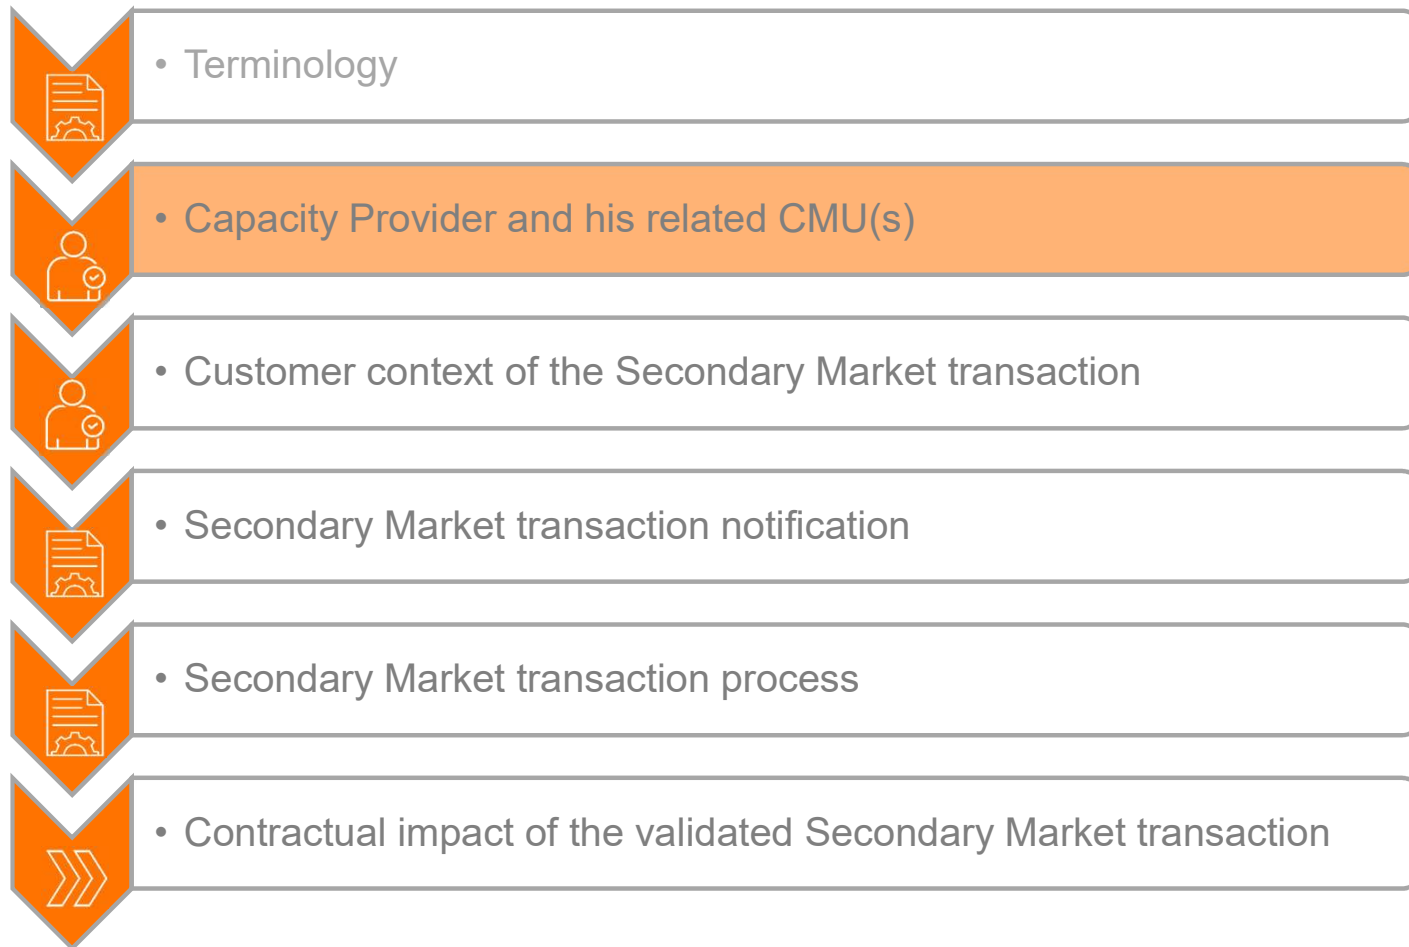 • Terminology
• Capacity Provider and his related CMU(s)
• Customer context of the Secondary Market transaction
• Secondary Market transaction notification
• Secondary Market transaction process
• Contractual impact of the validated Secondary Market transaction